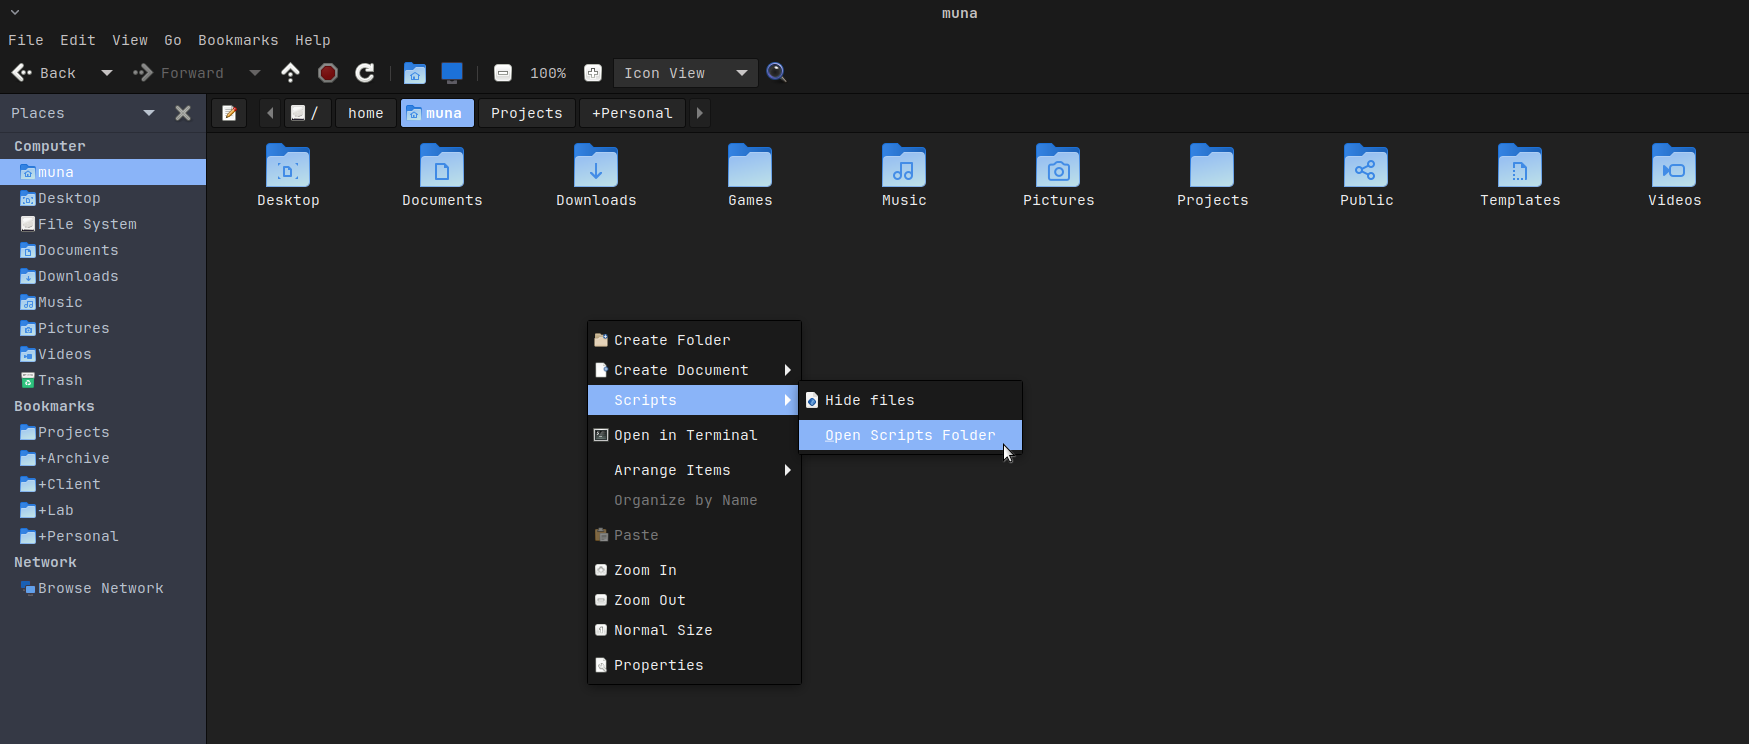 muna
File Edit View Go Bookmarks Help
Back Forward 100% Icon View
Places
/ home muna Projects +Personal
Computer
muna
Desktop
File System
Documents
Downloads
Music
Pictures
Videos
Trash
Bookmarks
Projects
+Archive
+Client
+Lab
+Personal
Network
Browse Network
Desktop Documents Downloads Games Music Pictures Projects Public Templates Videos
Create Folder
Create Document
Scripts
Open in Terminal
Arrange Items
Organize by Name
Paste
Zoom In
Zoom Out
Normal Size
Properties
Hide files
Open Scripts Folder